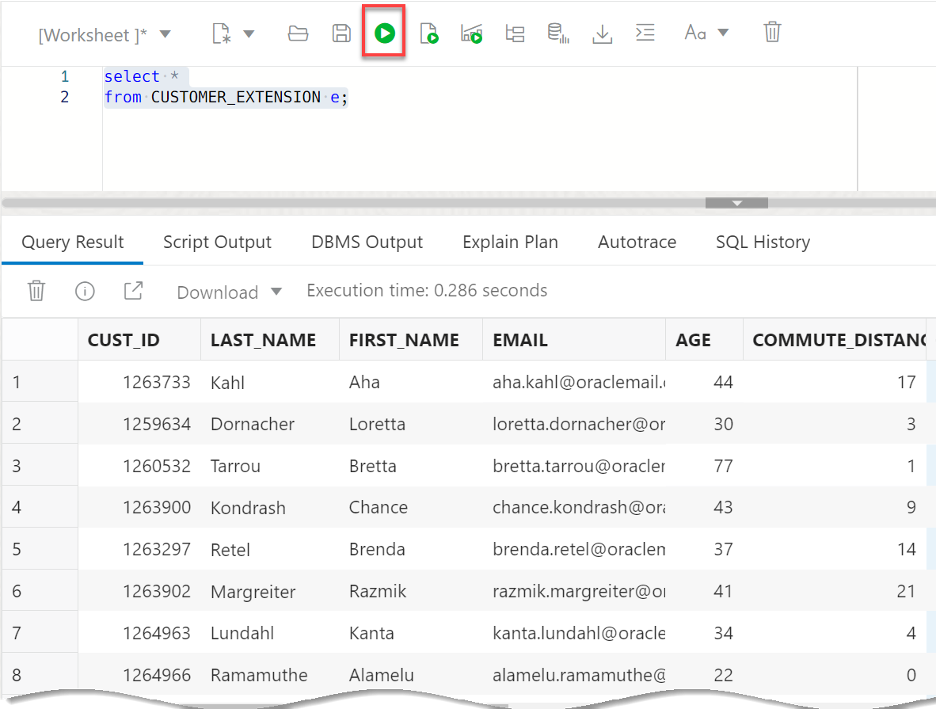 [Worksheet ]* Aa
1 select *
2 from CUSTOMER_EXTENSION e;
Query Result Script Output DBMS Output Explain Plan Autotrace SQL History
Download Execution time: 0.286 seconds
CUST_ID LAST_NAME FIRST_NAME EMAIL AGE COMMUTE_DISTANC
1 1263733 Kahl Aha aha.kahl@oraclemail. 44 17
2 1259634 Dornacher Loretta loretta.dornacher@or 30 3
3 1260532 Tarrou Bretta bretta.tarrou@oracler 77 1
4 1263900 Kondrash Chance chance.kondrash@ora 43 9
5 1263297 Retel Brenda brenda.retel@oraclem 37 14
6 1263902 Margreiter Razmik razmik.margreiter@or 41 21
7 1264963 Lundahl Kanta kanta.lundahl@oracle 34 4
8 1264966 Ramamuthe Alamelu alamelu.ramamuthe@ 22 0